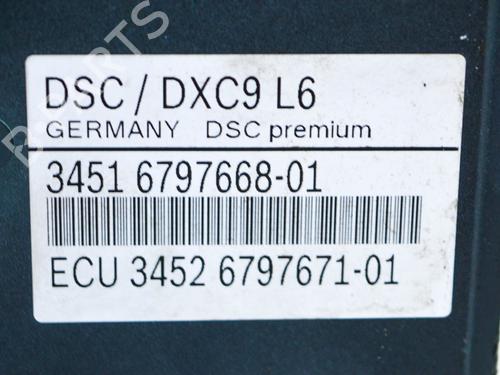 DSC / DXC9 L6
GERMANY DSC premium
3451 6797668-01
ECU 3452 6797671-01